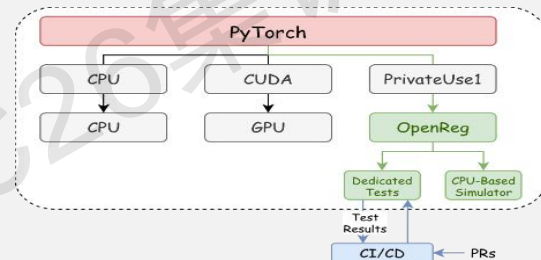 PyTorch
CPU
CUDA
PrivateUse1
CPU
GPU
OpenReg
Dedicated
Tests
CPU-Based
Simulator
Test
Results
CI/CD
PRs